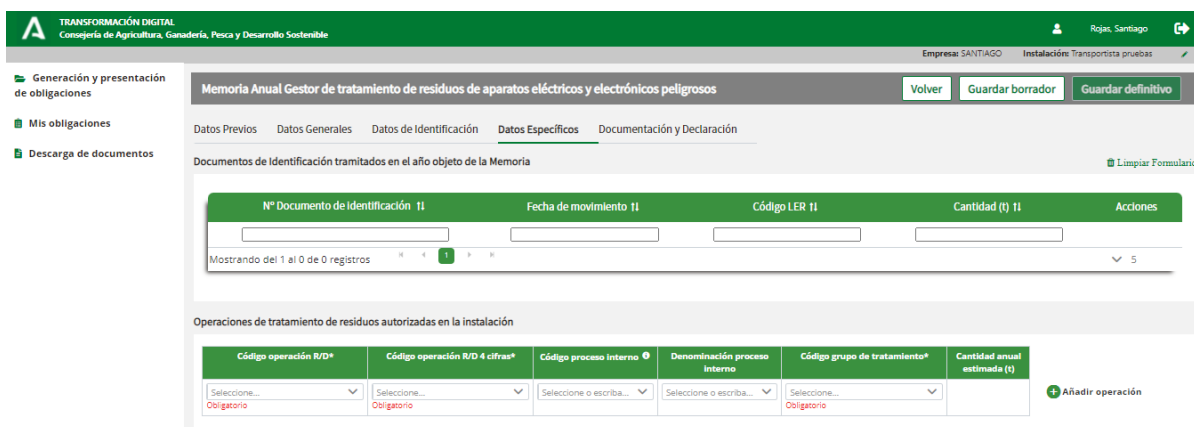 TRANSFORMACIÓN DIGITAL
Consejería de Agricultura, Ganadería, Pesca y Desarrollo Sostenible
Rojas, Santiago
Empresa: SANTIAGO Instalación: Transportista pruebas
Generación y presentación de obligaciones
Mis obligaciones
Descarga de documentos
Memoria Anual Gestor de tratamiento de residuos de aparatos eléctricos y electrónicos peligrosos
Volver Guardar borrador Guardar definitivo
Datos Previos Datos Generales Datos de Identificación Datos Específicos Documentación y Declaración
Documentos de Identificación tramitados en el año objeto de la Memoria
Limpiar Formulario
Nº Documento de Identificación Fecha de movimiento Código LER Cantidad (t) Acciones
Mostrando del 1 al 0 de 0 registros 1 5
Operaciones de tratamiento de residuos autorizadas en la instalación
Código operación R/D* Código operación R/D 4 cifras* Código proceso interno Denominación proceso interno Código grupo de tratamiento* Cantidad anual estimada (t)
Seleccione... Seleccione... Seleccione o escriba... Seleccione o escriba... Seleccione... Añadir operación
Obligatorio Obligatorio Obligatorio